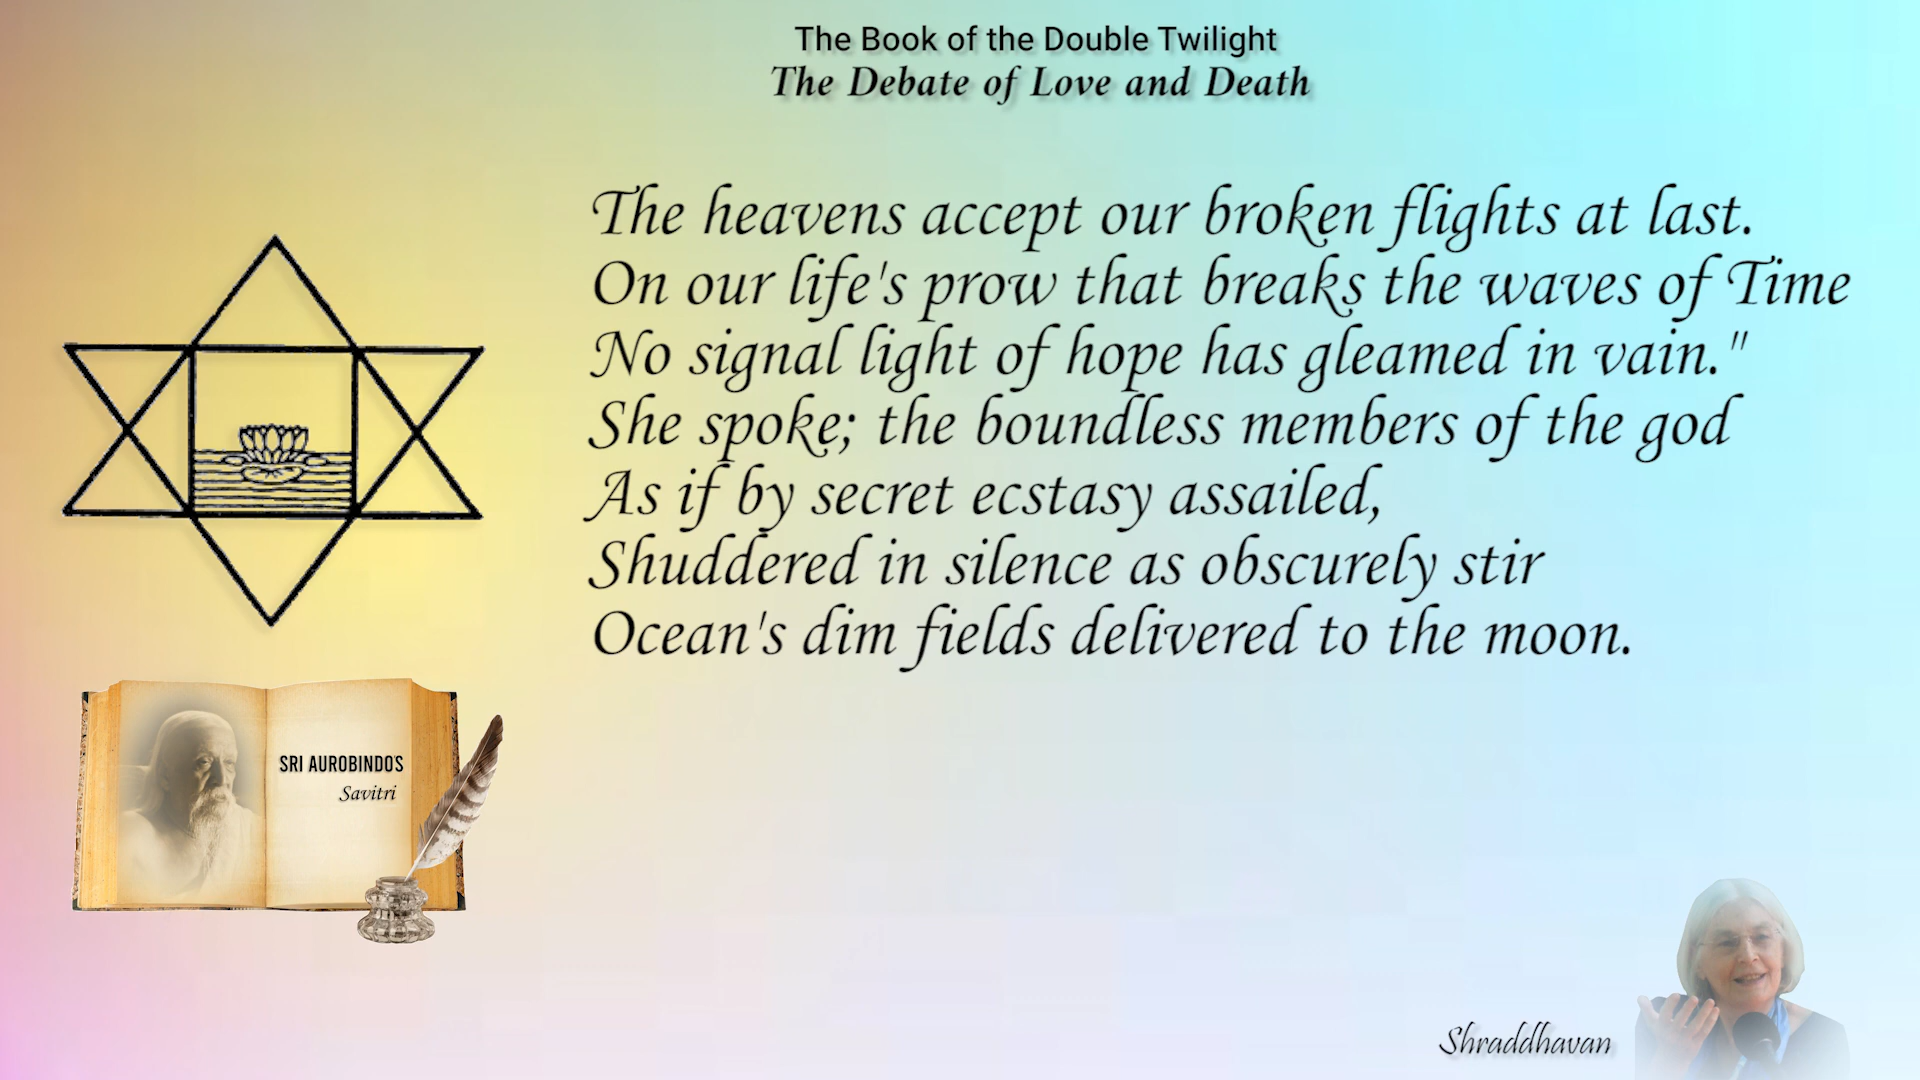 The Book of the Double Twilight
The Debate of Love and Death
The heavens accept our broken flights at last.
On our life's prow that breaks the waves of Time
No signal light of hope has gleamed in vain."
She spoke; the boundless members of the god
As if by secret ecstasy assailed,
Shuddered in silence as obscurely stir
Ocean's dim fields delivered to the moon.
SRI AUROBINDO'S
Savitri
Shraddhavan